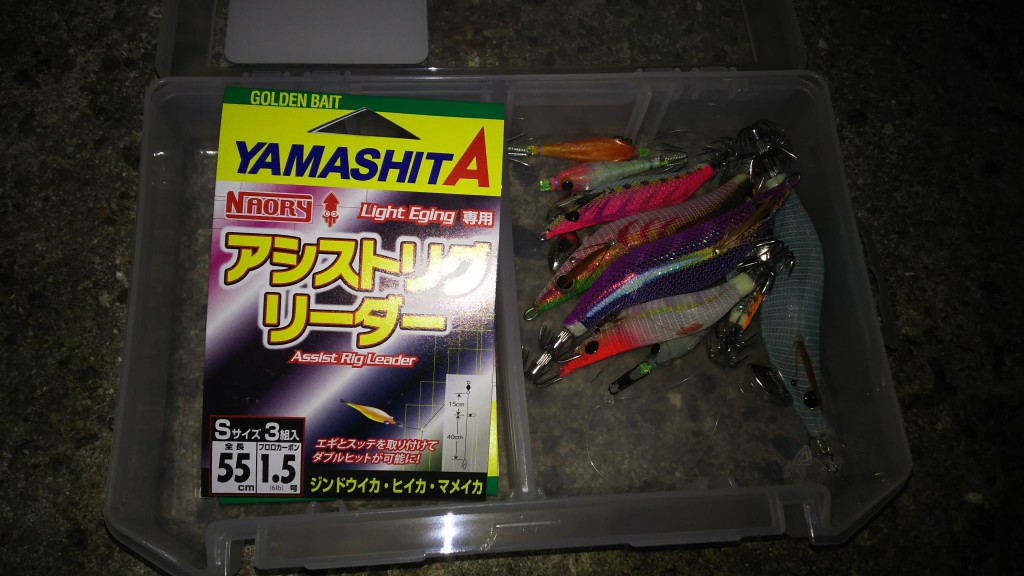 GOLDEN BAIT
YAMASHITA
NAORY Light Eging 専用
アシストリグ
リーダー
Assist Rig Leader
15cm
40cm
Sサイズ 3組入
全長 55cm
フロロカーボン 1.5号 (6lb)
エギとスッテを取り付けて
ダブルヒットが可能に!
ジンドウイカ・ヒイカ・マメイカ